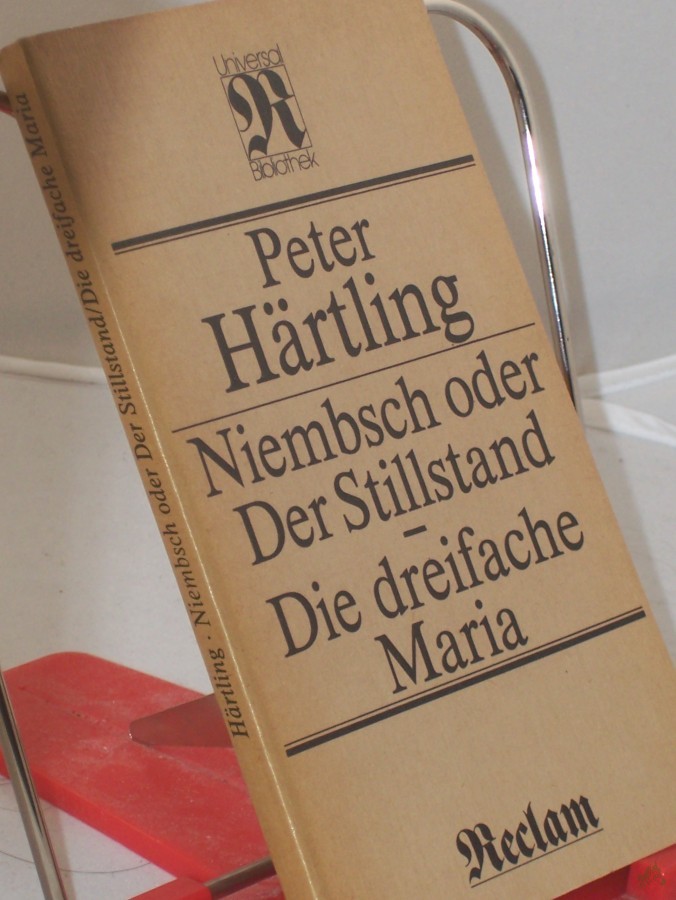 Universal
R
Bibliothek
Peter
Härtling
Niembsch oder
Der Stillstand
–
Die dreifache
Maria
Reclam
Härtling · Niembsch oder Der Stillstand/Die dreifache Maria